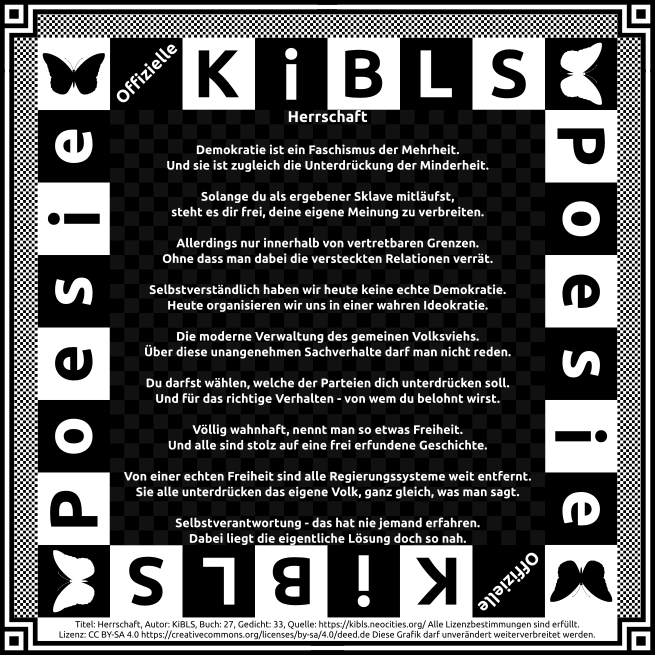 Offizielle KiBLS
Poesie
Poesie
Herrschaft
Demokratie ist ein Faschismus der Mehrheit.
Und sie ist zugleich die Unterdrückung der Minderheit.
Solange du als ergebener Sklave mitläufst,
steht es dir frei, deine eigene Meinung zu verbreiten.
Allerdings nur innerhalb von vertretbaren Grenzen.
Ohne dass man dabei die versteckten Relationen verrät.
Selbstverständlich haben wir heute keine echte Demokratie.
Heute organisieren wir uns in einer wahren Ideokratie.
Die moderne Verwaltung des gemeinen Volksviehs.
Über diese unangenehmen Sachverhalte darf man nicht reden.
Du darfst wählen, welche der Parteien dich unterdrücken soll.
Und für das richtige Verhalten - von wem du belohnt wirst.
Völlig wahnhaft, nennt man so etwas Freiheit.
Und alle sind stolz auf eine frei erfundene Geschichte.
Von einer echten Freiheit sind alle Regierungssysteme weit entfernt.
Sie alle unterdrücken das eigene Volk, ganz gleich, was man sagt.
Selbstverantwortung - das hat nie jemand erfahren.
Dabei liegt die eigentliche Lösung doch so nah.
Offizielle KiBLS
Titel: Herrschaft, Autor: KiBLS, Buch: 27, Gedicht: 33, Quelle: https://kibls.neocities.org/ Alle Lizenzbestimmungen sind erfüllt.
Lizenz: CC BY-SA 4.0 https://creativecommons.org/licenses/by-sa/4.0/deed.de Diese Grafik darf unverändert weiterverbreitet werden.